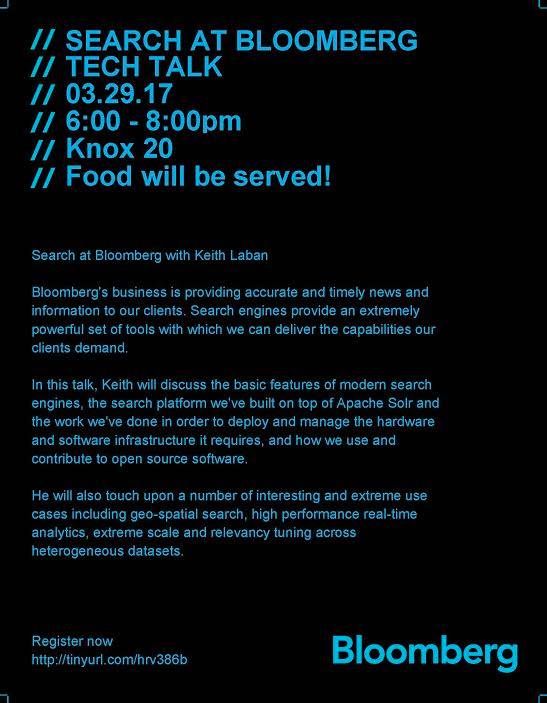 // SEARCH AT BLOOMBERG
// TECH TALK
// 03.29.17
// 6:00 - 8:00pm
// Knox 20
// Food will be served!
Search at Bloomberg with Keith Laban
Bloomberg's business is providing accurate and timely news and
information to our clients. Search engines provide an extremely
powerful set of tools with which we can deliver the capabilities our
clients demand.
In this talk, Keith will discuss the basic features of modern search
engines, the search platform we've built on top of Apache Solr and
the work we've done in order to deploy and manage the hardware
and software infrastructure it requires, and how we use and
contribute to open source software.
He will also touch upon a number of interesting and extreme use
cases including geo-spatial search, high performance real-time
analytics, extreme scale and relevancy tuning across
heterogeneous datasets.
Register now
http://tinyurl.com/hrv386b
Bloomberg